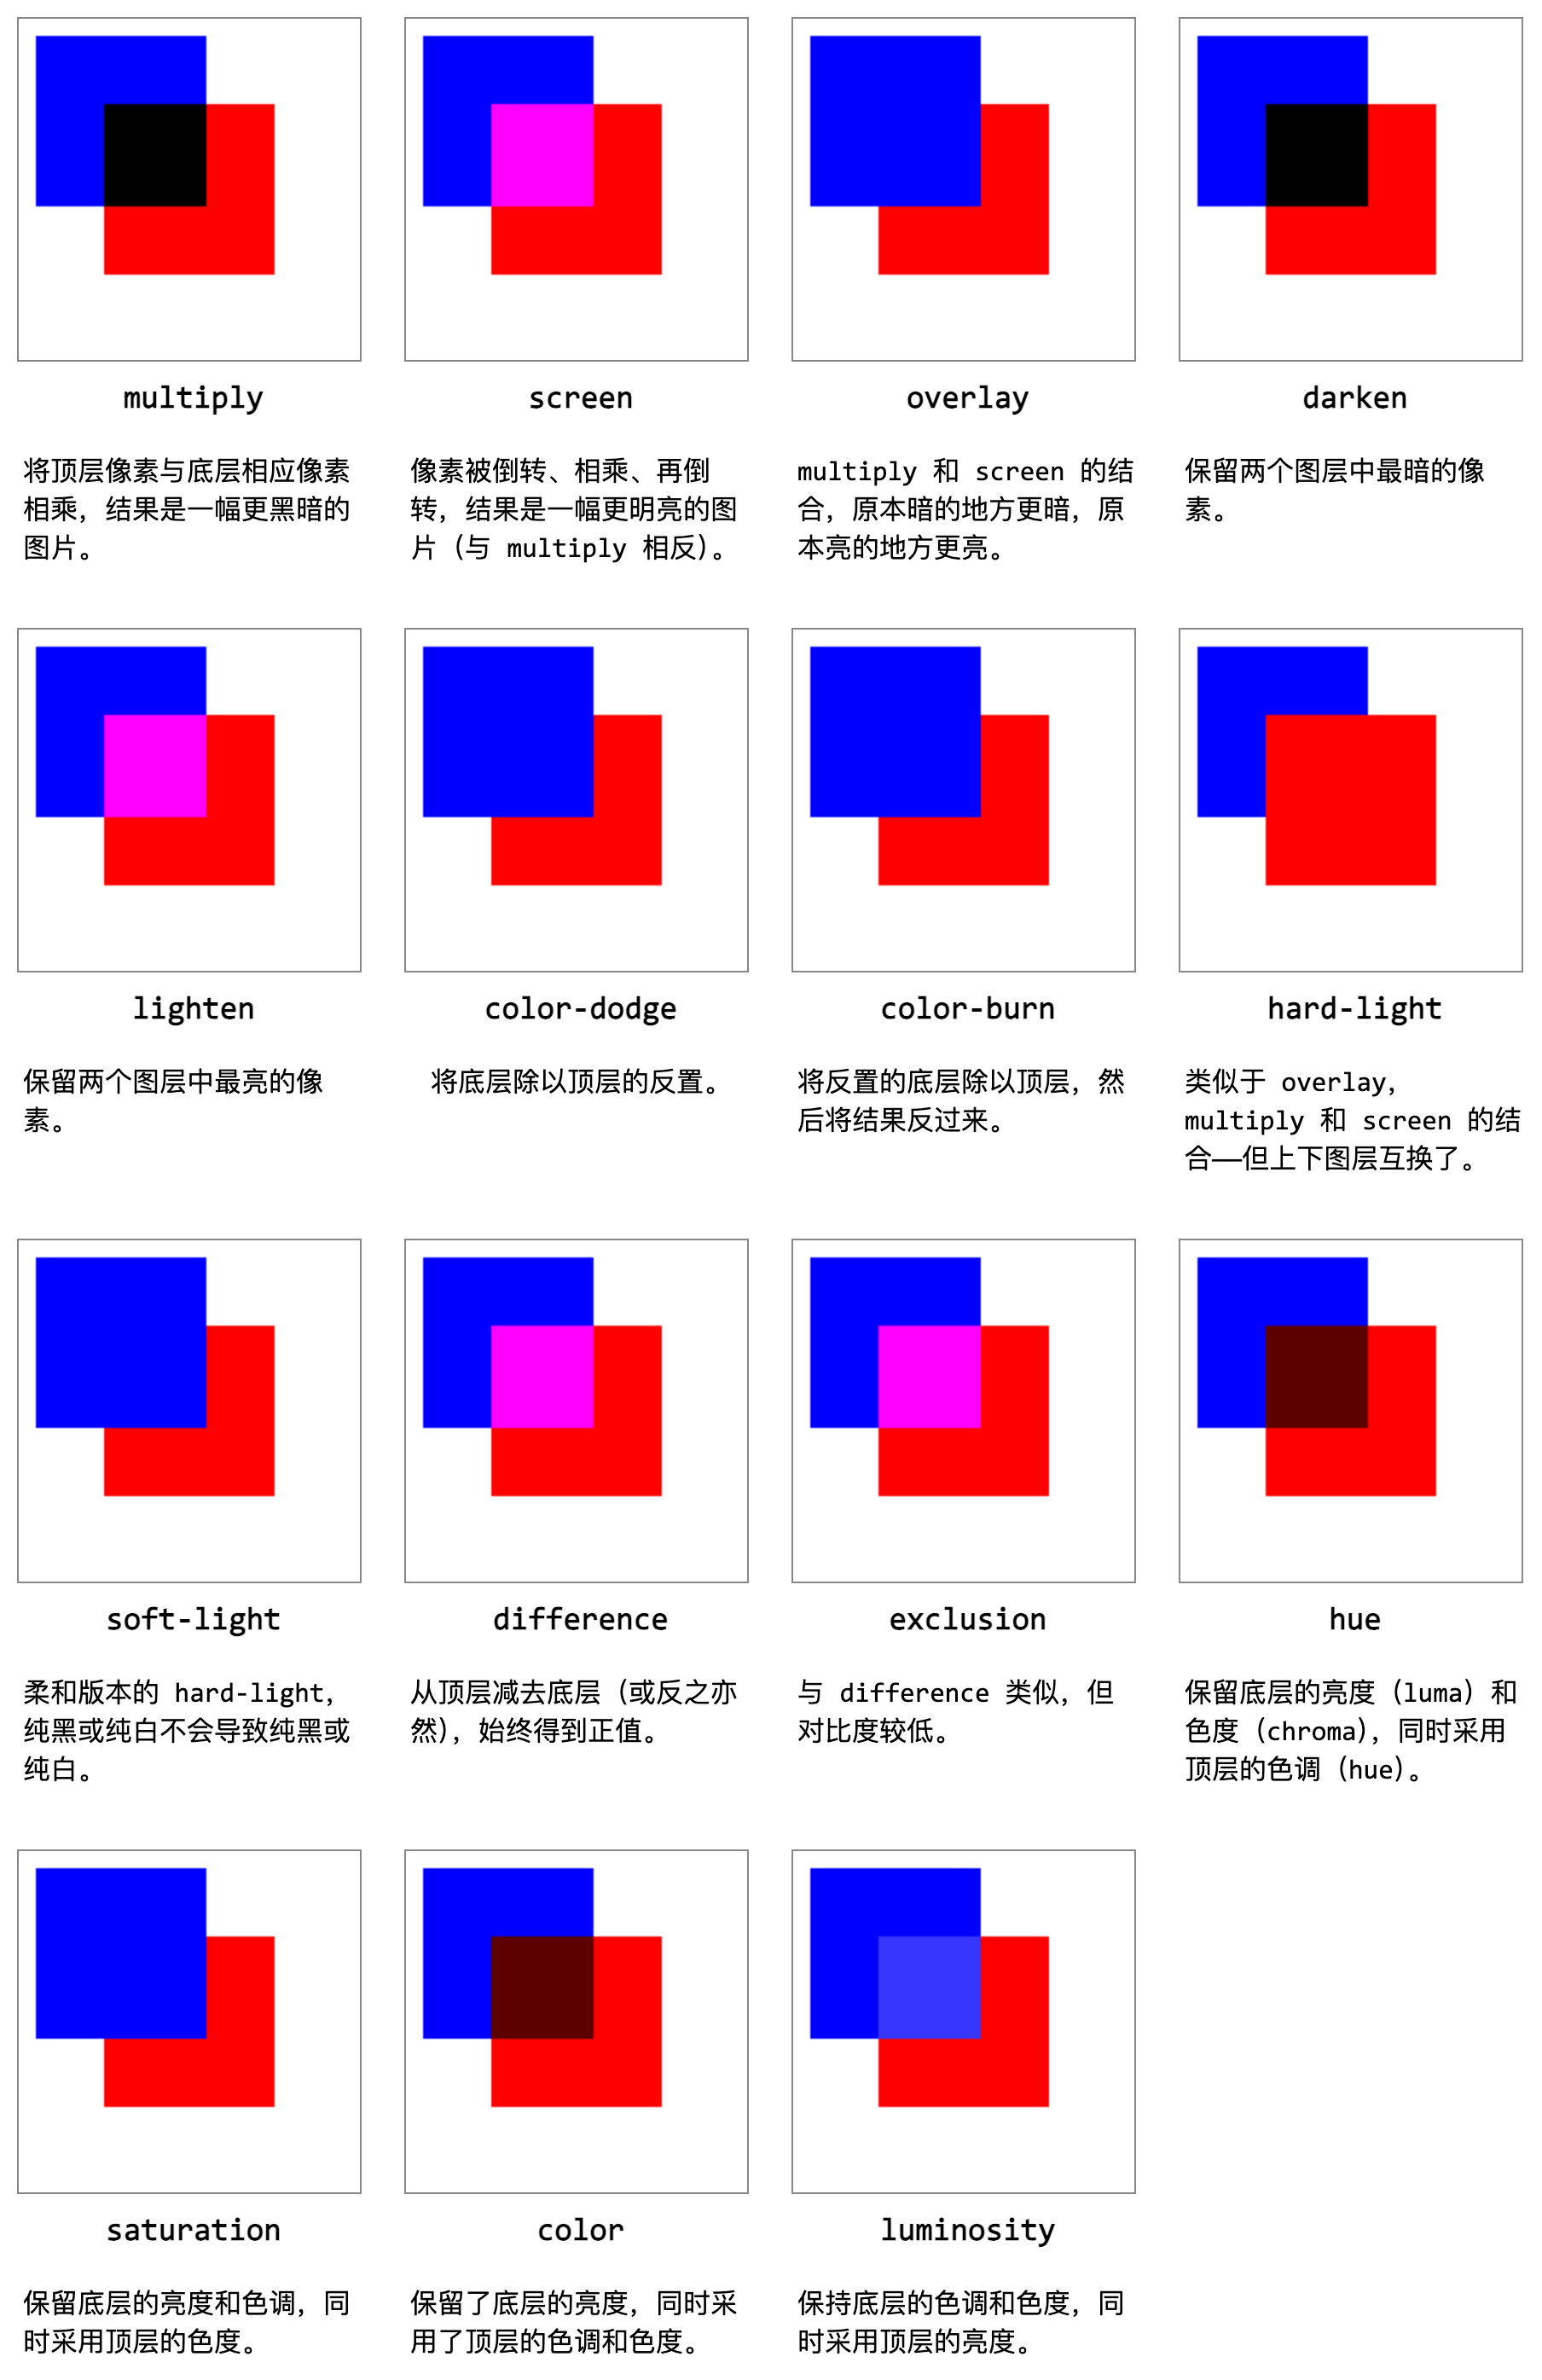 multiply
将顶层像素与底层相应像素
相乘，结果是一幅更黑暗的
图片。
screen
像素被倒转、相乘、再倒
转，结果是一幅更明亮的图
片（与 multiply 相反）。
overlay
multiply 和 screen 的结
合，原本暗的地方更暗，原
本亮的地方更亮。
darken
保留两个图层中最暗的像
素。
lighten
保留两个图层中最亮的像
素。
color-dodge
将底层除以顶层的反置。
color-burn
将反置的底层除以顶层，然
后将结果反过来。
hard-light
类似于 overlay，
multiply 和 screen 的结
合——但上下图层互换了。
soft-light
柔和版本的 hard-light，
纯黑或纯白不会导致纯黑或
纯白。
difference
从顶层减去底层（或反之亦
然），始终得到正值。
exclusion
与 difference 类似，但
对比度较低。
hue
保留底层的亮度（luma）和
色度（chroma），同时采用
顶层的色调（hue）。
saturation
保留底层的亮度和色调，同
时采用顶层的色度。
color
保留了底层的亮度，同时采
用了顶层的色调和色度。
luminosity
保持底层的色调和色度，同
时采用顶层的亮度。